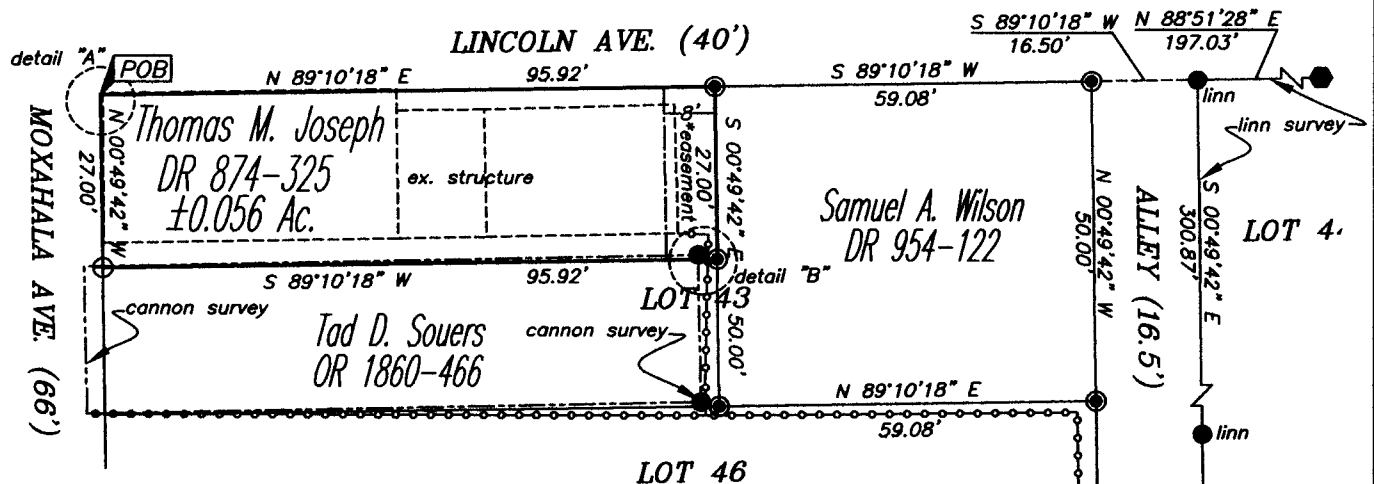 S 89°10'18" W
16.50'
N 88°51'28" E
197.03'
detail "A"
POB
LINCOLN AVE. (40')
N 89°10'18" E
95.92'
S 89°10'18" W
59.08'
linn
linn survey
MOXAHALA AVE. (66')
N 00°49'42" W
27.00'
Thomas M. Joseph
DR 874-325
±0.056 Ac.
ex. structure
easement
S 00°49'42" E
27.00'
50.00'
Samuel A. Wilson
DR 954-122
N 00°49'42" W
50.00'
ALLEY (16.5')
S 00°49'42" E
300.87'
LOT 4
S 89°10'18" W
95.92'
detail "B"
LOT 43
cannon survey
Tad D. Souers
OR 1860-466
cannon survey
N 89°10'18" E
59.08'
linn
LOT 46